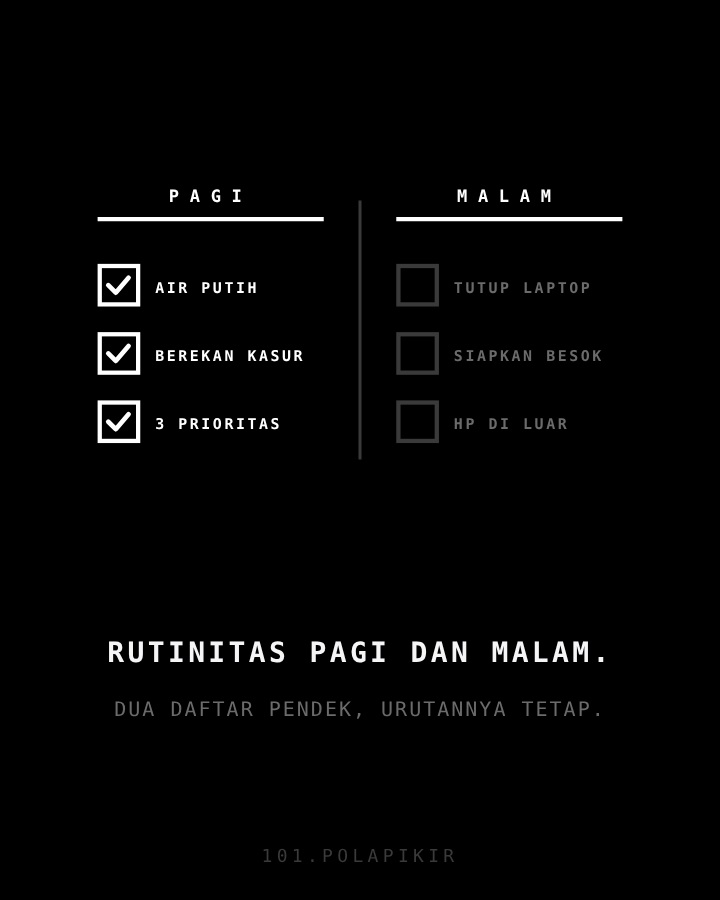 PAGI
AIR PUTIH
BEREKAN KASUR
3 PRIORITAS
MALAM
TUTUP LAPTOP
SIAPKAN BESOK
HP DI LUAR
RUTINITAS PAGI DAN MALAM.
DUA DAFTAR PENDEK, URUTANNYA TETAP.
101.POLAPIKIR